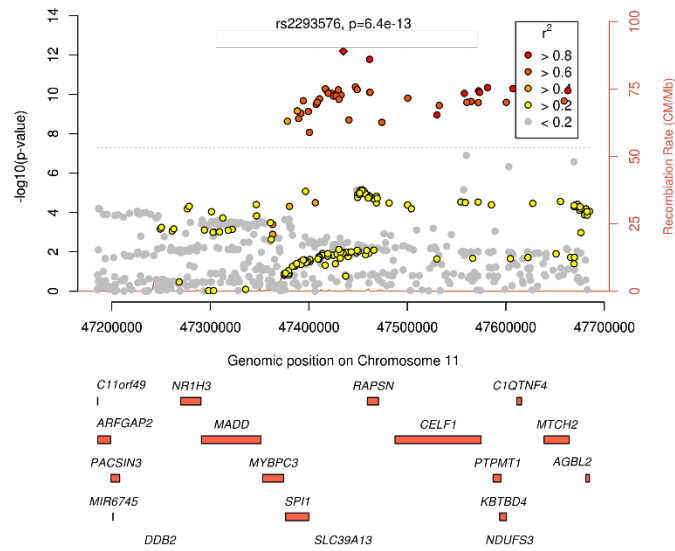 rs2293576, p=6.4e-13
14
12
10
8
6
4
2
0
-log10(p-value)
100
75
50
25
0
Recombiation Rate (CM/Mb)
r2
> 0.8
> 0.6
> 0.4
> 0.2
< 0.2
47200000 47300000 47400000 47500000 47600000 47700000
Genomic position on Chromosome 11
C11orf49 NR1H3 RAPSN C1QTNF4
ARFGAP2 MADD CELF1 MTCH2
PACSIN3 MYBPC3 PTPMT1 AGBL2
MIR6745 SPI1 KBTBD4
DDB2 SLC39A13 NDUFS3